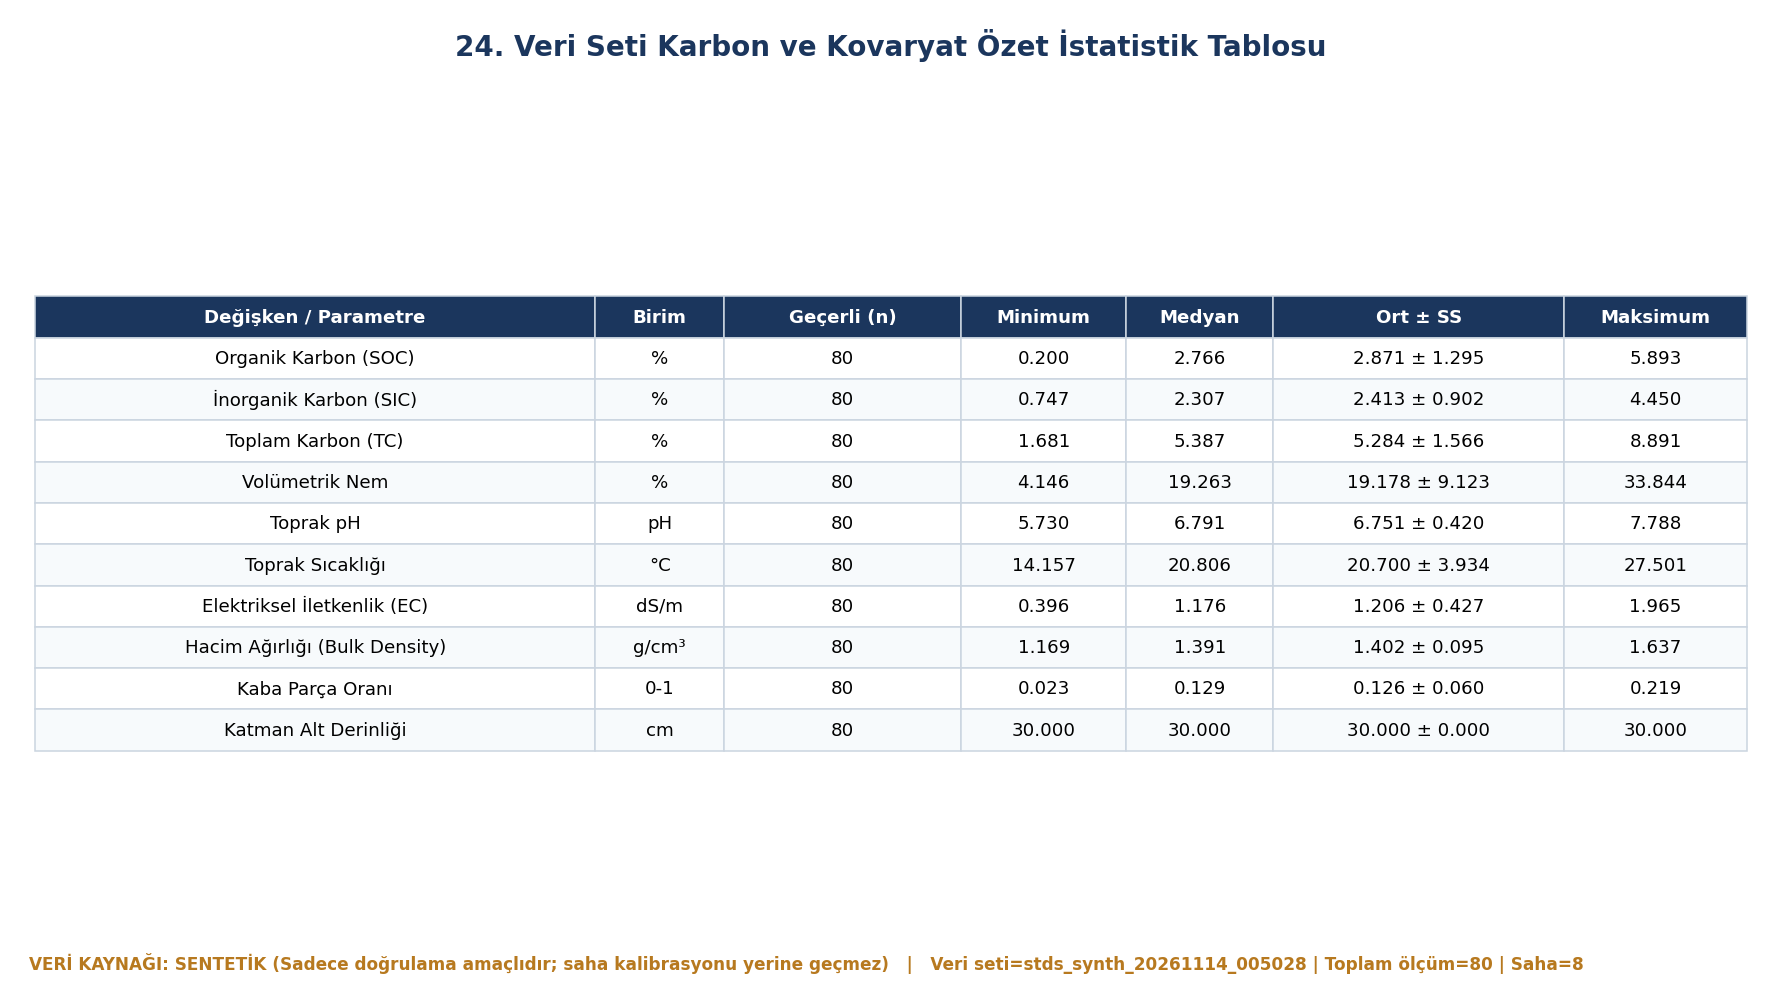 24. Veri Seti Karbon ve Kovaryat Özet İstatistik Tablosu
Değişken / Parametre Birim Geçerli (n) Minimum Medyan Ort ± SS Maksimum
Organik Karbon (SOC) % 80 0.200 2.766 2.871 ± 1.295 5.893
İnorganik Karbon (SIC) % 80 0.747 2.307 2.413 ± 0.902 4.450
Toplam Karbon (TC) % 80 1.681 5.387 5.284 ± 1.566 8.891
Volümetrik Nem % 80 4.146 19.263 19.178 ± 9.123 33.844
Toprak pH pH 80 5.730 6.791 6.751 ± 0.420 7.788
Toprak Sıcaklığı °C 80 14.157 20.806 20.700 ± 3.934 27.501
Elektriksel İletkenlik (EC) dS/m 80 0.396 1.176 1.206 ± 0.427 1.965
Hacim Ağırlığı (Bulk Density) g/cm³ 80 1.169 1.391 1.402 ± 0.095 1.637
Kaba Parça Oranı 0-1 80 0.023 0.129 0.126 ± 0.060 0.219
Katman Alt Derinliği cm 80 30.000 30.000 30.000 ± 0.000 30.000
VERİ KAYNAĞI: SENTETİK (Sadece doğrulama amaçlıdır; saha kalibrasyonu yerine geçmez) | Veri seti=stds_synth_20261114_005028 | Toplam ölçüm=80 | Saha=8